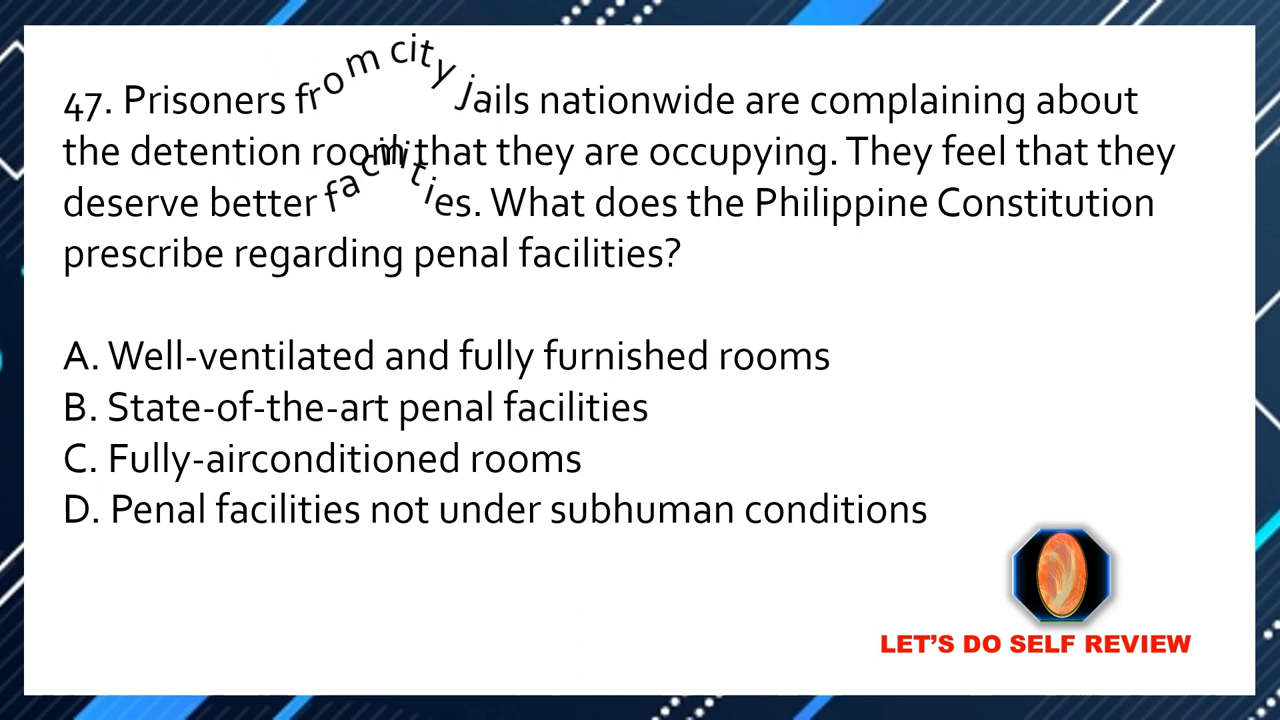 47. Prisoners from city jails nationwide are complaining about
the detention room that they are occupying. They feel that they
deserve better facilities. What does the Philippine Constitution
prescribe regarding penal facilities?
A. Well-ventilated and fully furnished rooms
B. State-of-the-art penal facilities
C. Fully-airconditioned rooms
D. Penal facilities not under subhuman conditions
LET'S DO SELF REVIEW